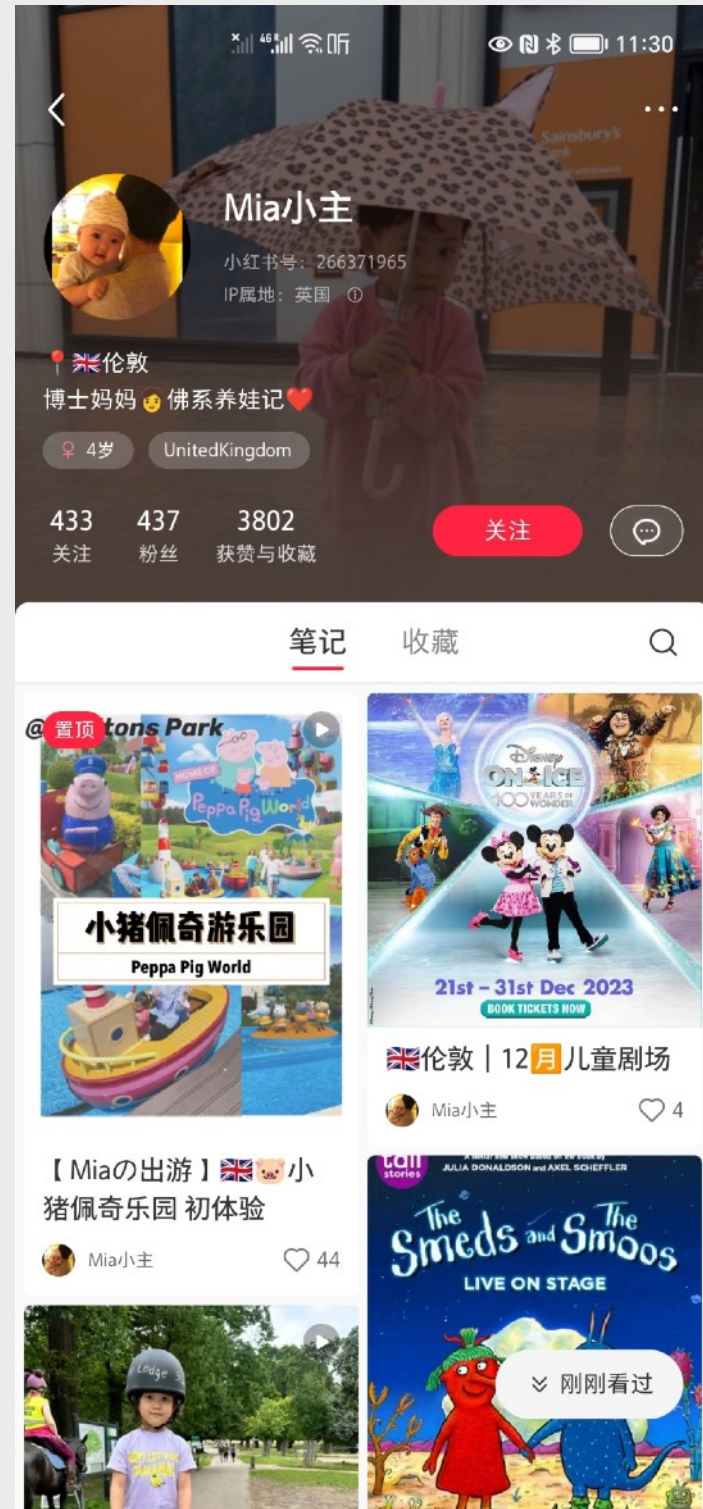 听 11:30
Sainsbury's
Mia小主
小红书号：266371965
IP属地：英国
📍🇬🇧伦敦
博士妈妈👩佛系养娃记❤️
♀ 4岁 UnitedKingdom
433 437 3802
关注 粉丝 获赞与收藏
关注
笔记 收藏
置顶
tons Park
HOME OF
Peppa Pig World
小猪佩奇游乐园
Peppa Pig World
【Miaの出游】🇬🇧🐷小
猪佩奇乐园 初体验
Mia小主 44
Disney
ON ICE
100 YEARS OF
WONDER
21st – 31st Dec 2023
BOOK TICKETS NOW
🇬🇧伦敦｜12🈷️儿童剧场
Mia小主 4
tall
stories
JULIA DONALDSON and AXEL SCHEFFLER
The Smeds and The Smoos
LIVE ON STAGE
刚刚看过
Lodge